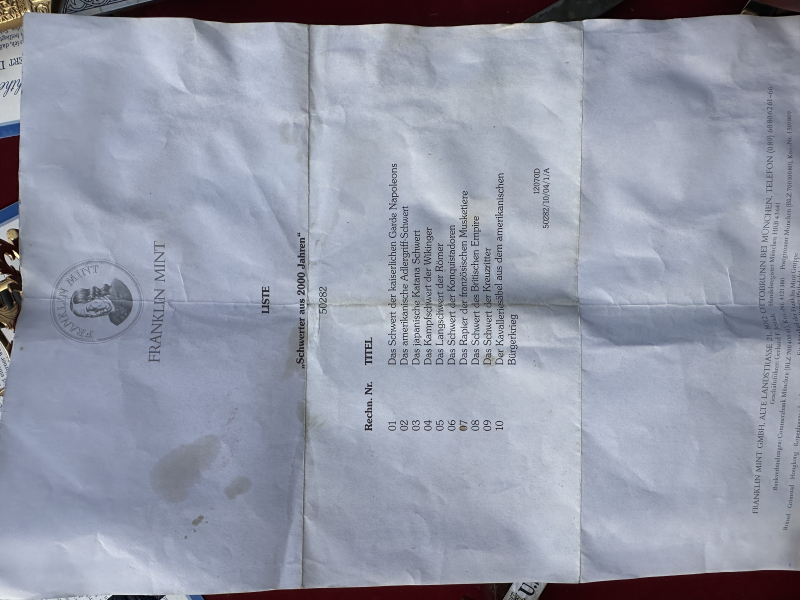 FRANKLIN MINT
FRANKLIN MINT
LISTE
„Schwerter aus 2000 Jahren“
50282
Rechn. Nr. TITEL
01 Das Schwert der kaiserlichen Garde Napoleons
02 Das amerikanische Adlergriff-Schwert
03 Das japanische Katana Schwert
04 Das Kampfschwert der Wikinger
05 Das Langschwert der Römer
06 Das Schwert der Konquistadoren
07 Das Rapier der französischen Musketiere
08 Das Schwert des Britischen Empire
09 Das Schwert der Kreuzritter
10 Der Kavalleriesäbel aus dem amerikanischen
Bürgerkrieg
12070D
50282/10/04/1/A
FRANKLIN MINT GMBH, ALTE LANDSTRASSE 21, OTTOBRUNN BEI MÜNCHEN, TELEFON (089)